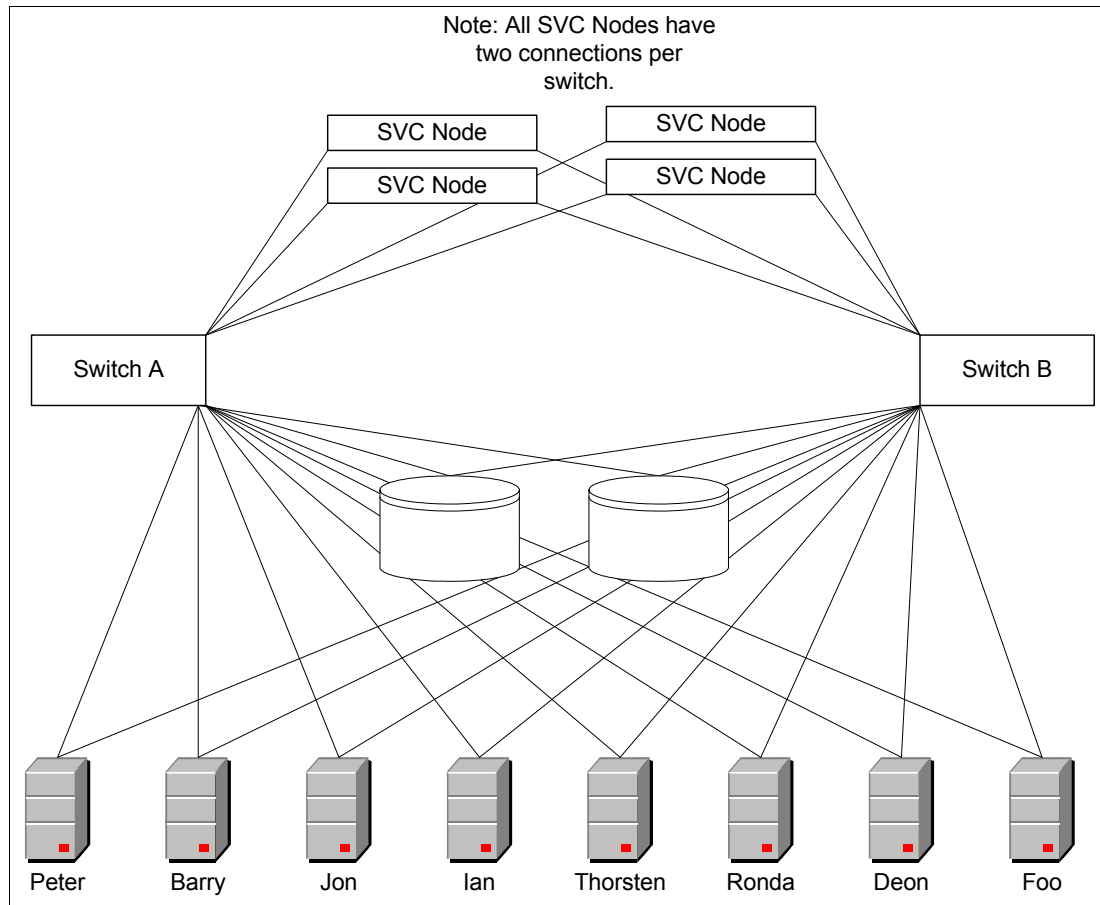 Note: All SVC Nodes have
two connections per
switch.
SVC Node
SVC Node
SVC Node
SVC Node
Switch A
Switch B
Peter
Barry
Jon
Ian
Thorsten
Ronda
Deon
Foo